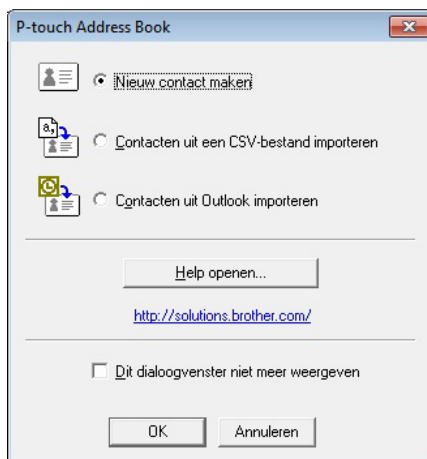 P-touch Address Book
Nieuw contact maken
a,
Contacten uit een CSV-bestand importeren
Contacten uit Outlook importeren
Help openen...
http://solutions.brother.com/
Dit dialoogvenster niet meer weergeven
OK Annuleren